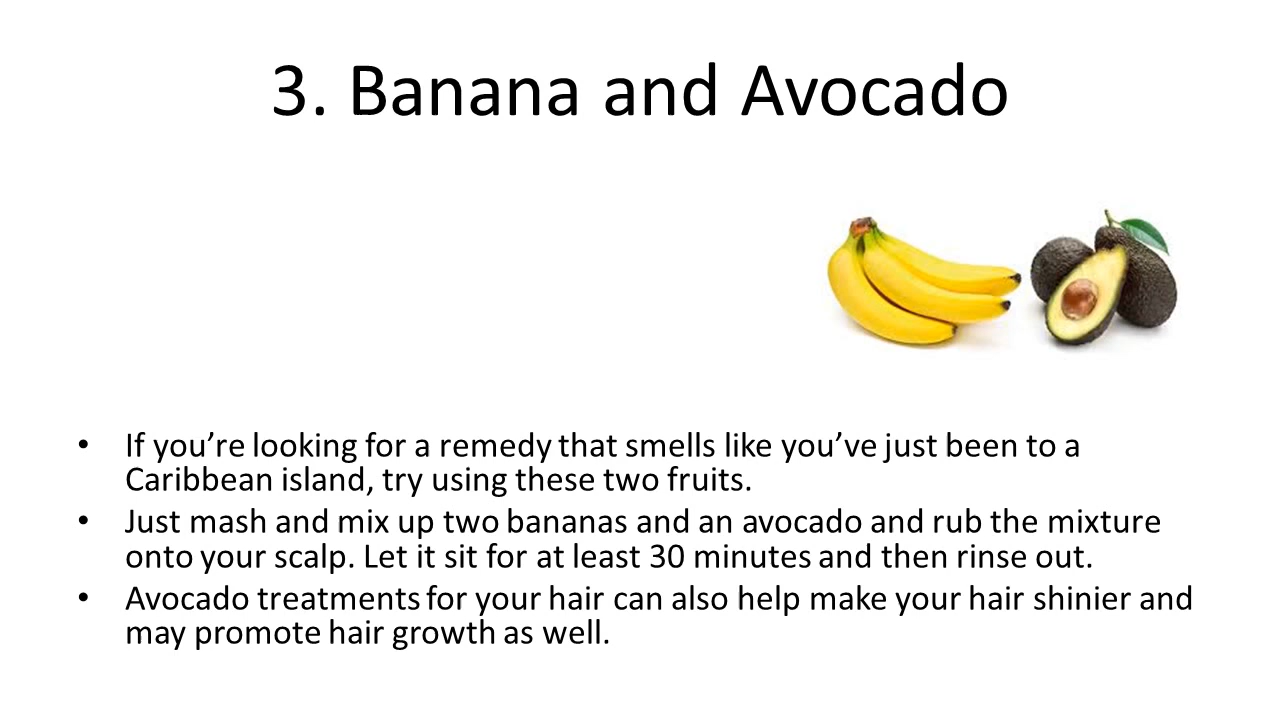 3. Banana and Avocado
• If you’re looking for a remedy that smells like you’ve just been to a
Caribbean island, try using these two fruits.
• Just mash and mix up two bananas and an avocado and rub the mixture
onto your scalp. Let it sit for at least 30 minutes and then rinse out.
• Avocado treatments for your hair can also help make your hair shinier and
may promote hair growth as well.